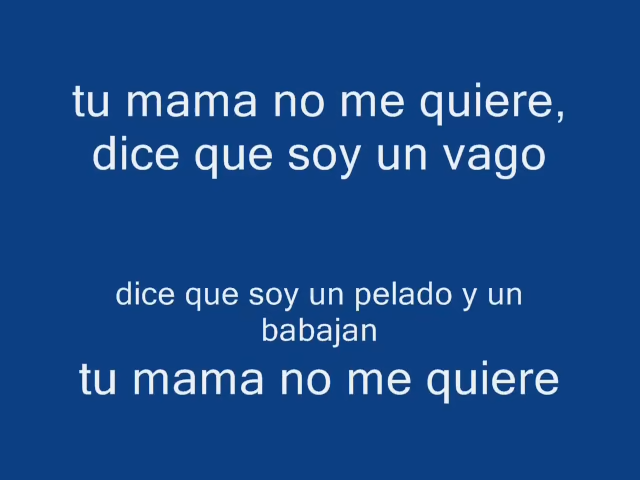 tu mama no me quiere,
dice que soy un vago
dice que soy un pelado y un
babajan
tu mama no me quiere